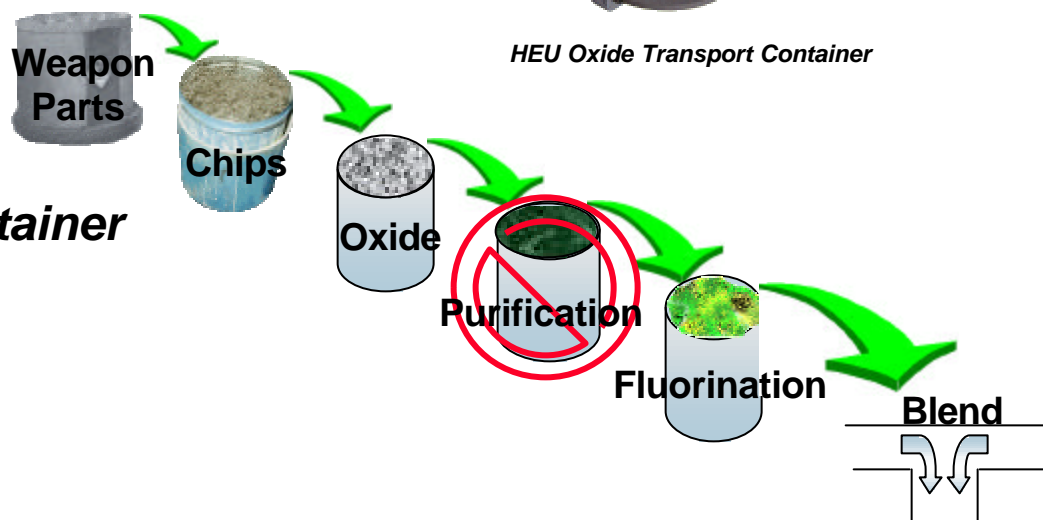 HEU Oxide Transport Container
Weapon
Parts
Chips
tainer
Oxide
Purification
Fluorination
Blend